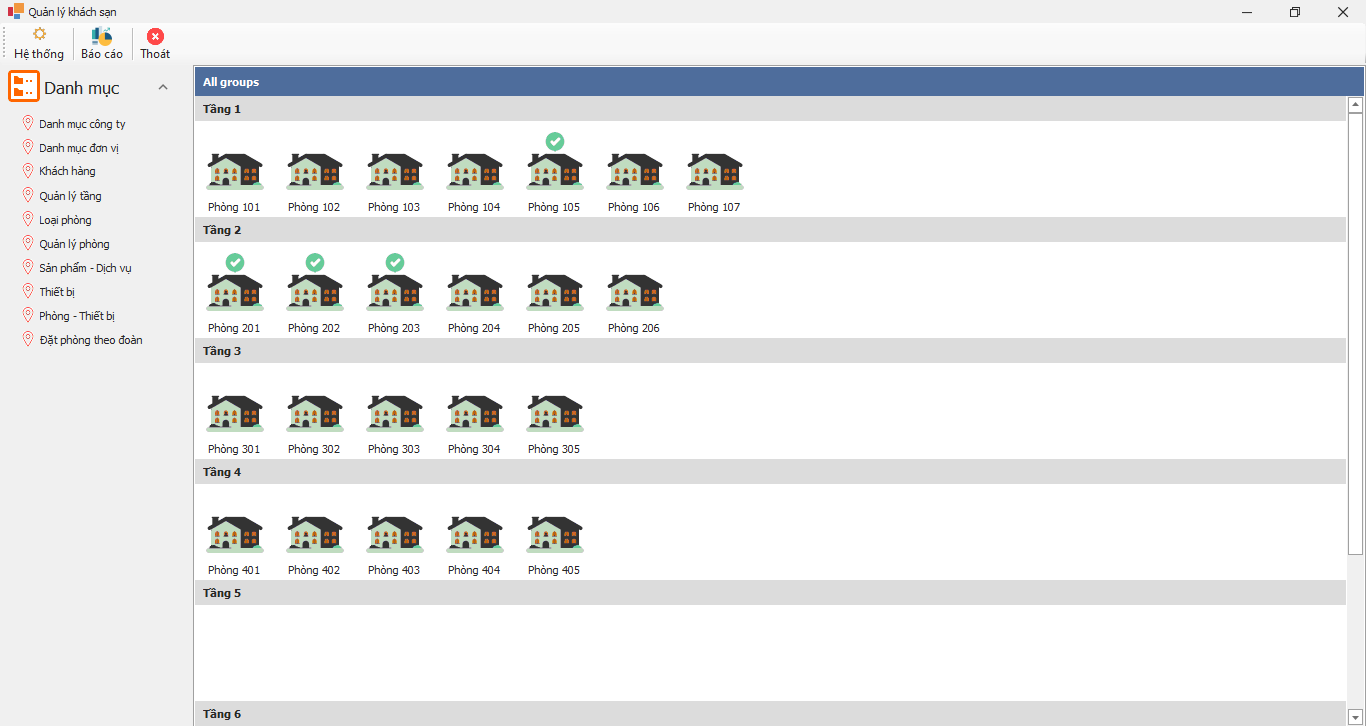 Quản lý khách sạn
Hệ thống Báo cáo Thoát
Danh mục
Danh mục công ty
Danh mục đơn vị
Khách hàng
Quản lý tầng
Loại phòng
Quản lý phòng
Sản phẩm - Dịch vụ
Thiết bị
Phòng - Thiết bị
Đặt phòng theo đoàn
All groups
Tầng 1
Phòng 101 Phòng 102 Phòng 103 Phòng 104 Phòng 105 Phòng 106 Phòng 107
Tầng 2
Phòng 201 Phòng 202 Phòng 203 Phòng 204 Phòng 205 Phòng 206
Tầng 3
Phòng 301 Phòng 302 Phòng 303 Phòng 304 Phòng 305
Tầng 4
Phòng 401 Phòng 402 Phòng 403 Phòng 404 Phòng 405
Tầng 5
Tầng 6